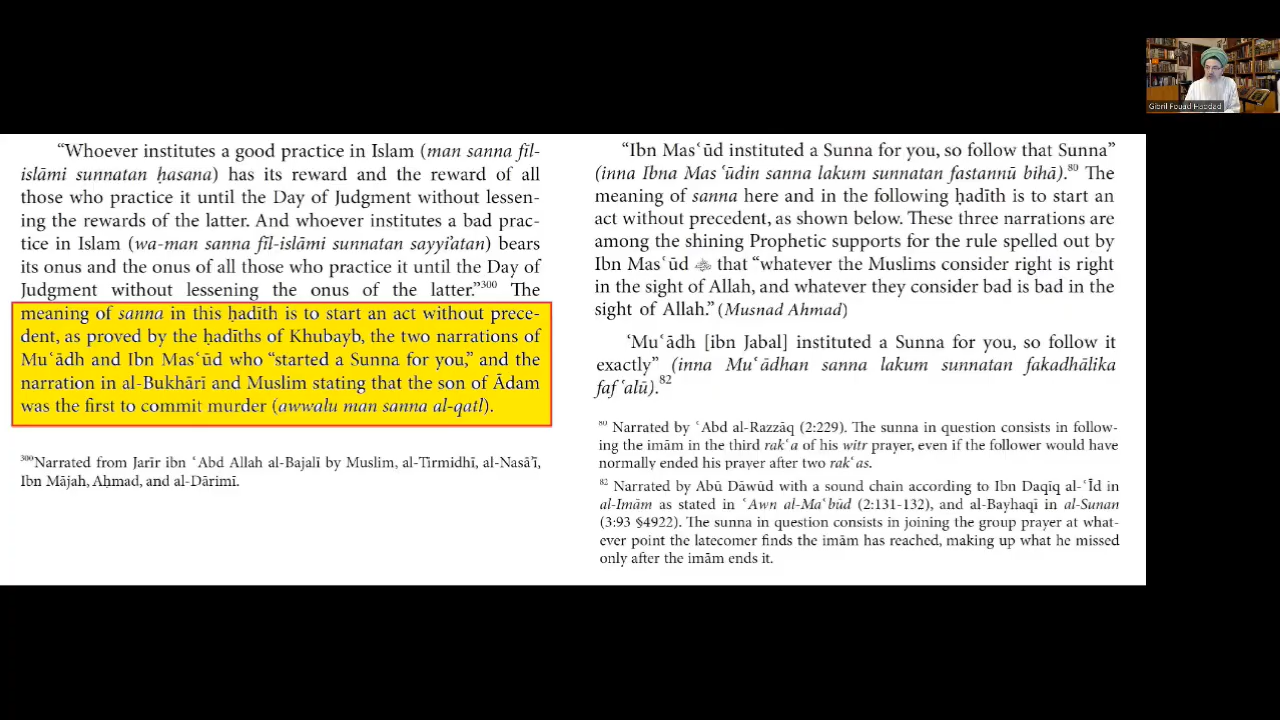 “Whoever institutes a good practice in Islam (man sanna fīl-
islāmi sunnatan ḥasana) has its reward and the reward of all
those who practice it until the Day of Judgment without lessen-
ing the rewards of the latter. And whoever institutes a bad prac-
tice in Islam (wa-man sanna fīl-islāmi sunnatan sayyi’atan) bears
its onus and the onus of all those who practice it until the Day of
Judgment without lessening the onus of the latter.”300 The
meaning of sanna in this ḥadīth is to start an act without prece-
dent, as proved by the ḥadīths of Khubayb, the two narrations of
Muʿādh and Ibn Masʿūd who “started a Sunna for you,” and the
narration in al-Bukhārī and Muslim stating that the son of Ādam
was the first to commit murder (awwalu man sanna al-qatl).
300Narrated from Jarīr ibn ʿAbd Allah al-Bajalī by Muslim, al-Tirmidhī, al-Nasā’ī,
Ibn Mājah, Aḥmad, and al-Dārimī.
“Ibn Masʿūd instituted a Sunna for you, so follow that Sunna”
(inna Ibna Masʿūdin sanna lakum sunnatan fastannū bihā).80 The
meaning of sanna here and in the following ḥadīth is to start an
act without precedent, as shown below. These three narrations are
among the shining Prophetic supports for the rule spelled out by
Ibn Masʿūd that “whatever the Muslims consider right is right
in the sight of Allah, and whatever they consider bad is bad in the
sight of Allah.” (Musnad Ahmad)
‘Muʿādh [ibn Jabal] instituted a Sunna for you, so follow it
exactly” (inna Muʿādhan sanna lakum sunnatan fakadhālika
fafʿalū).82
80 Narrated by ʿAbd al-Razzāq (2:229). The sunna in question consists in follow-
ing the imām in the third rakʿa of his witr prayer, even if the follower would have
normally ended his prayer after two rakʿas.
82 Narrated by Abū Dāwūd with a sound chain according to Ibn Daqīq al-ʿĪd in
al-Imām as stated in ʿAwn al-Maʿbūd (2:131-132), and al-Bayhaqī in al-Sunan
(3:93 §4922). The sunna in question consists in joining the group prayer at what-
ever point the latecomer finds the imām has reached, making up what he missed
only after the imām ends it.
Gibril Fouad Haddad